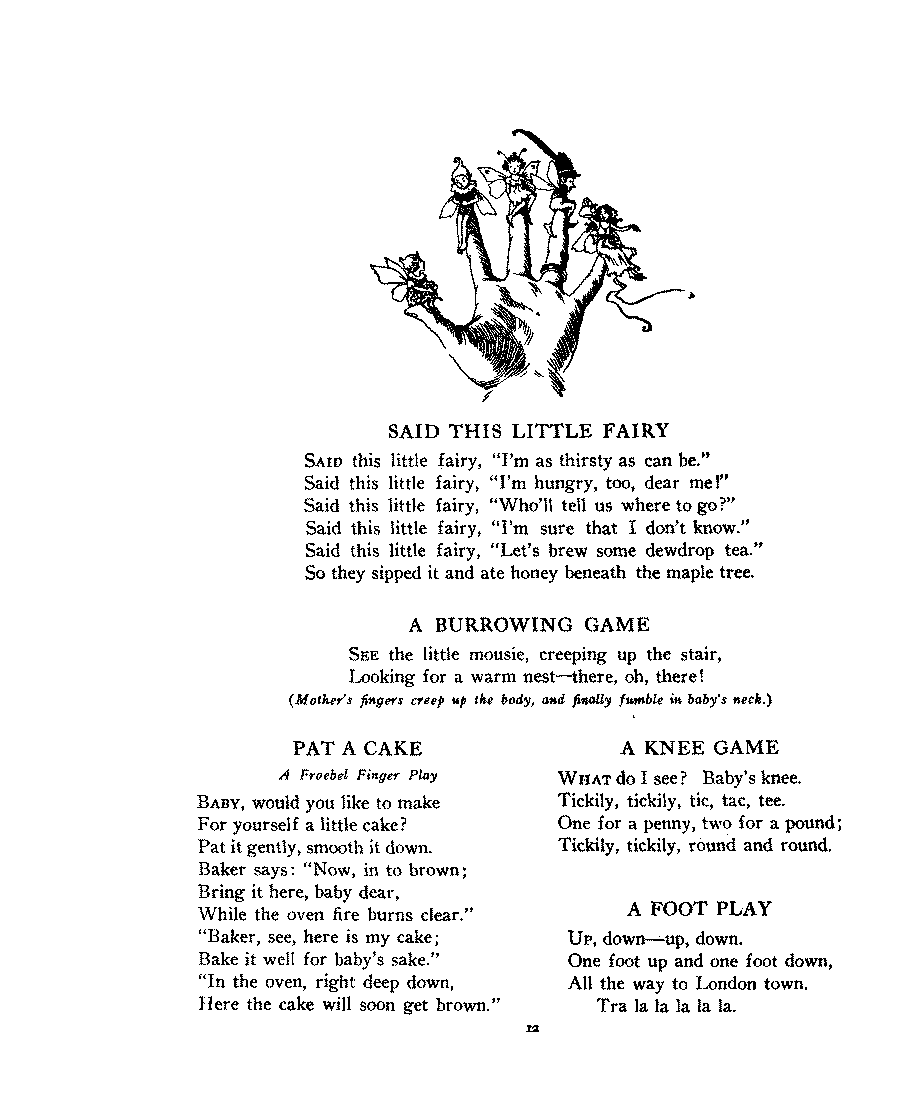 SAID THIS LITTLE FAIRY
SAID this little fairy, “I’m as thirsty as can be.”
Said this little fairy, “I’m hungry, too, dear me!”
Said this little fairy, “Who’ll tell us where to go?”
Said this little fairy, “I’m sure that I don’t know.”
Said this little fairy, “Let’s brew some dewdrop tea.”
So they sipped it and ate honey beneath the maple tree.
A BURROWING GAME
SEE the little mousie, creeping up the stair,
Looking for a warm nest—there, oh, there!
(Mother’s fingers creep up the body, and finally fumble in baby’s neck.)
PAT A CAKE
A Froebel Finger Play
BABY, would you like to make
For yourself a little cake?
Pat it gently, smooth it down.
Baker says: “Now, in to brown;
Bring it here, baby dear,
While the oven fire burns clear.”
“Baker, see, here is my cake;
Bake it well for baby’s sake.”
“In the oven, right deep down,
Here the cake will soon get brown.”
A KNEE GAME
WHAT do I see? Baby’s knee.
Tickily, tickily, tic, tac, tee.
One for a penny, two for a pound;
Tickily, tickily, round and round.
A FOOT PLAY
UP, down—up, down.
One foot up and one foot down,
All the way to London town.
Tra la la la la la.
12